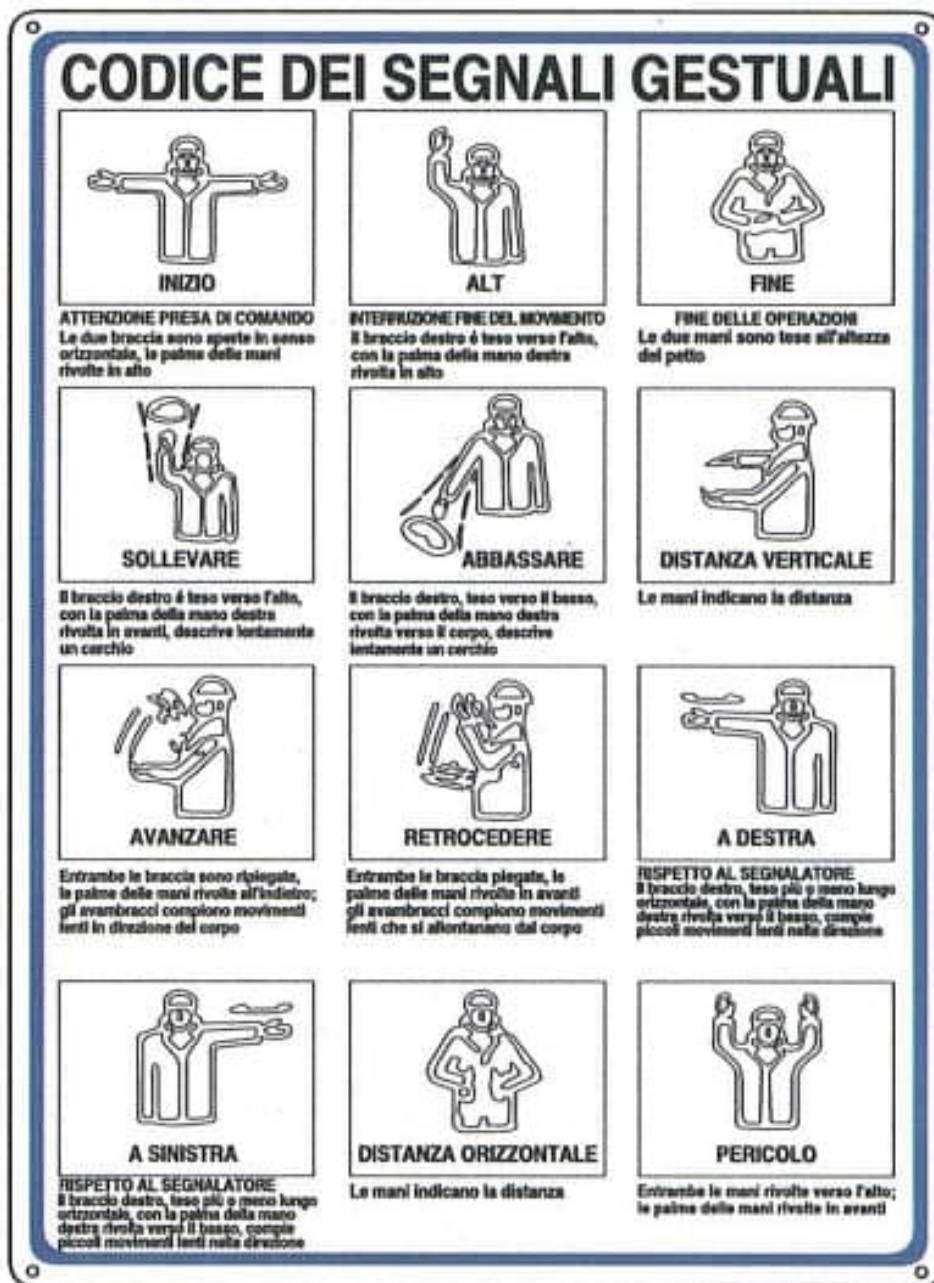 CODICE DEI SEGNALI GESTUALI
INIZIO
ATTENZIONE PRESA DI COMANDO
Le due braccia sono aperte in senso
orizzontale, le palme delle mani
rivolte in alto
ALT
INTERRUZIONE FINE DEL MOVIMENTO
Il braccio destro é teso verso l'alto,
con la palma della mano destra
rivolta in alto
FINE
FINE DELLE OPERAZIONI
Le due mani sono tese all'altezza
del petto
SOLLEVARE
Il braccio destro é teso verso l'alto,
con la palma della mano destra
rivolta in avanti, descrive lentamente
un cerchio
ABBASSARE
Il braccio destro, teso verso il basso,
con la palma della mano destra
rivolta verso il corpo, descrive
lentamente un cerchio
DISTANZA VERTICALE
Le mani indicano la distanza
AVANZARE
Entrambe le braccia sono ripiegate,
le palme delle mani rivolte all'indietro;
gli avambracci compiono movimenti
lenti in direzione del corpo
RETROCEDERE
Entrambe le braccia piegate, le
palme delle mani rivolte in avanti
gli avambracci compiono movimenti
lenti che si allontanano dal corpo
A DESTRA
RISPETTO AL SEGNALATORE
Il braccio destro, teso più o meno lungo
orizzontale, con la palma della mano
destra rivolta verso il basso, compie
piccoli movimenti lenti nella direzione
A SINISTRA
RISPETTO AL SEGNALATORE
Il braccio destro, teso più o meno lungo
orizzontale, con la palma della mano
destra rivolta verso il basso, compie
piccoli movimenti lenti nella direzione
DISTANZA ORIZZONTALE
Le mani indicano la distanza
PERICOLO
Entrambe le mani rivolte verso l'alto;
le palme delle mani rivolte in avanti